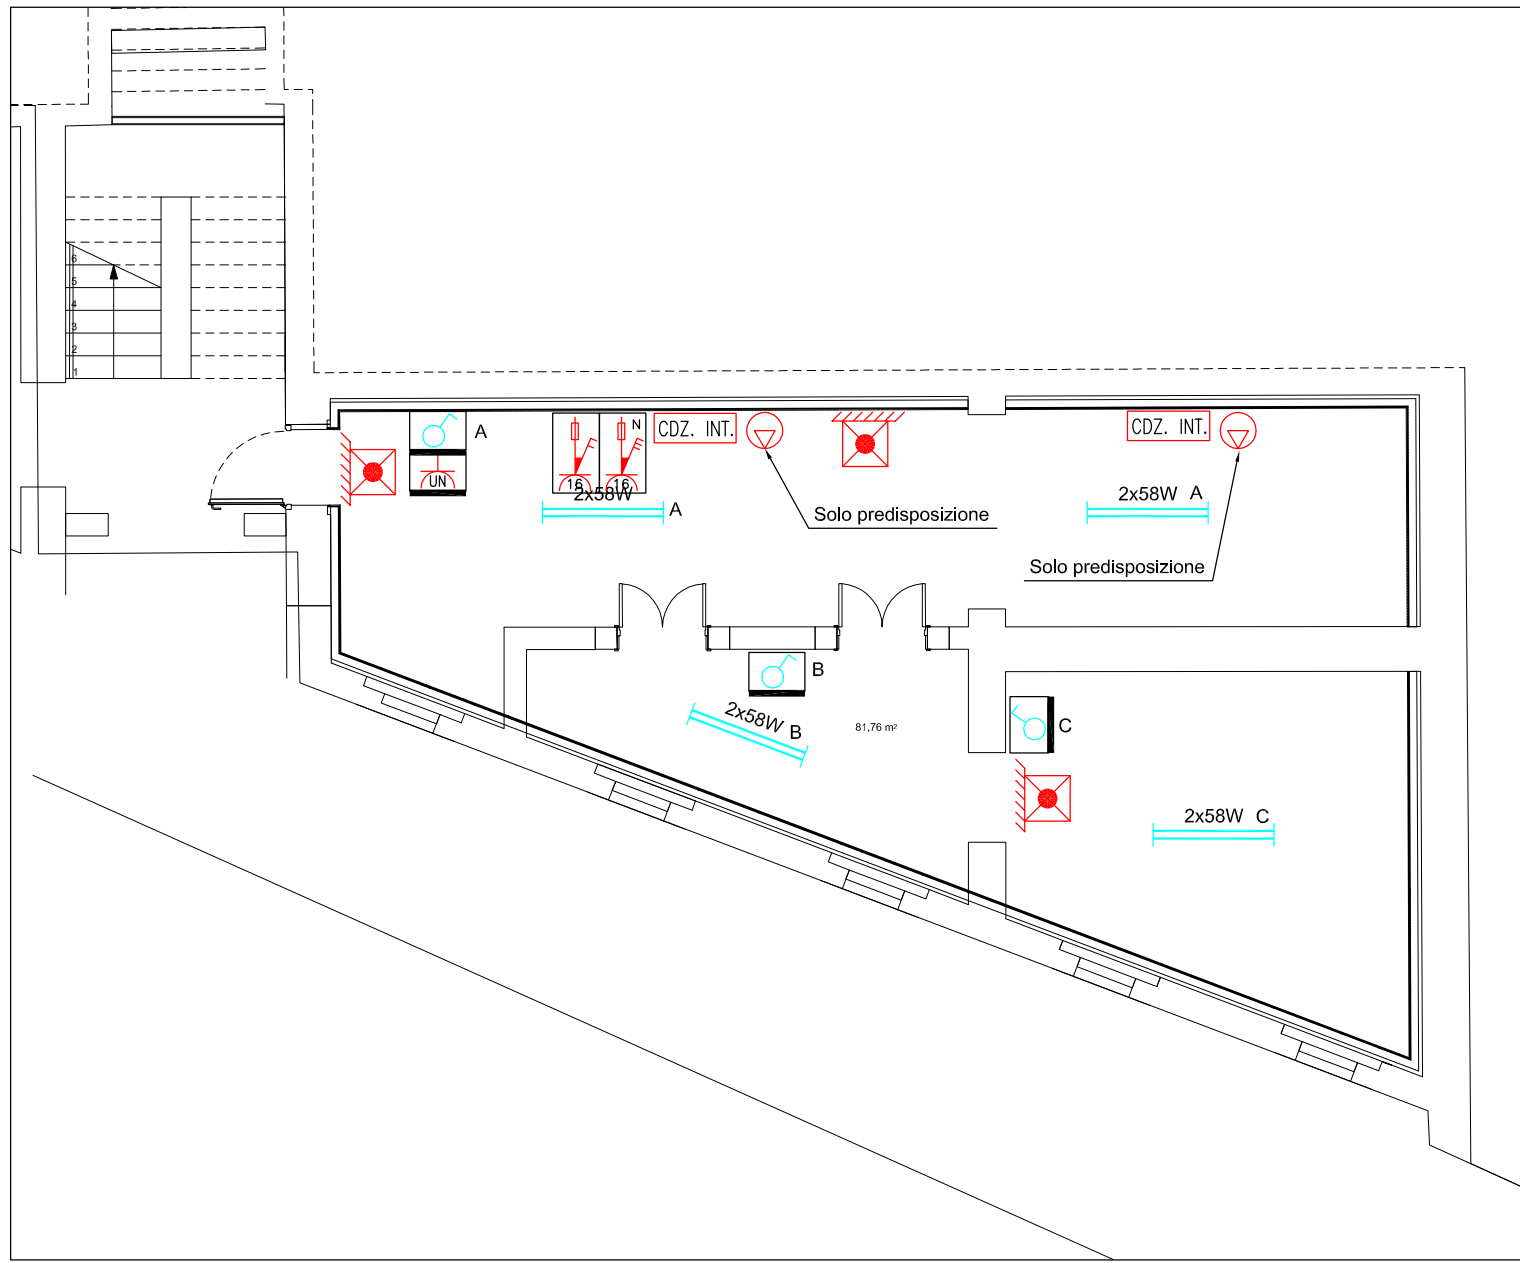 6
5
4
3
2
1
A
UN
16
N
16
CDZ. INT.
CDZ. INT.
2x58W
A
Solo predisposizione
2x58W A
Solo predisposizione
B
2x58W B
81,76 m²
C
2x58W C